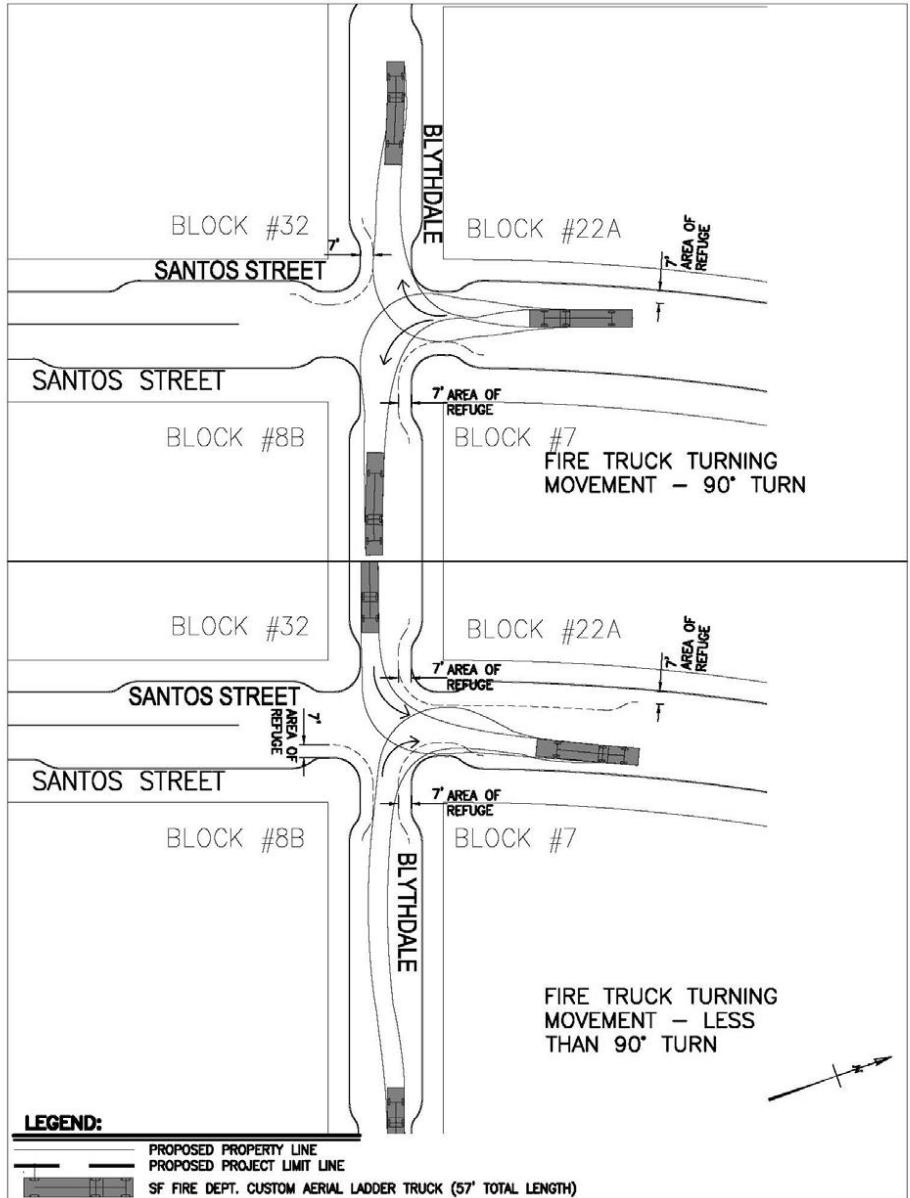 BLYTHDALE
BLOCK #32
BLOCK #22A
7'
SANTOS STREET
7'
AREA OF
REFUGE
SANTOS STREET
7' AREA OF
REFUGE
BLOCK #8B
BLOCK #7
FIRE TRUCK TURNING
MOVEMENT – 90° TURN
BLOCK #32
BLOCK #22A
7'
AREA OF
REFUGE
7' AREA OF
REFUGE
SANTOS STREET
7'
AREA OF
REFUGE
SANTOS STREET
7' AREA OF
REFUGE
BLOCK #8B
BLOCK #7
BLYTHDALE
FIRE TRUCK TURNING
MOVEMENT – LESS
THAN 90° TURN
N
LEGEND:
PROPOSED PROPERTY LINE
PROPOSED PROJECT LIMIT LINE
SF FIRE DEPT. CUSTOM AERIAL LADDER TRUCK (57' TOTAL LENGTH)